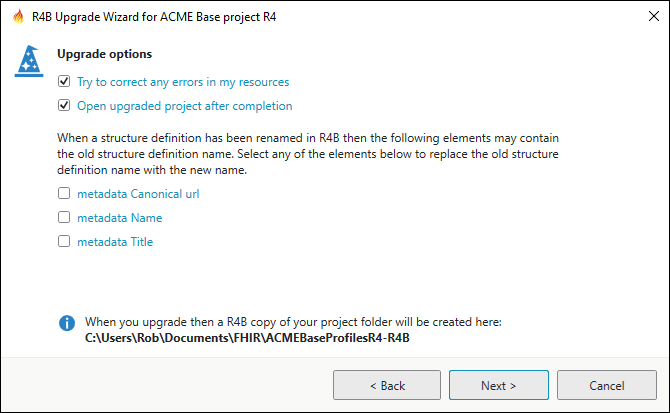 R4B Upgrade Wizard for ACME Base project R4
Upgrade options
Try to correct any errors in my resources
Open upgraded project after completion
When a structure definition has been renamed in R4B then the following elements may contain
the old structure definition name. Select any of the elements below to replace the old structure
definition name with the new name.
metadata Canonical url
metadata Name
metadata Title
When you upgrade then a R4B copy of your project folder will be created here:
C:\Users\Rob\Documents\FHIR\ACMEBaseProfilesR4-R4B
< Back
Next >
Cancel